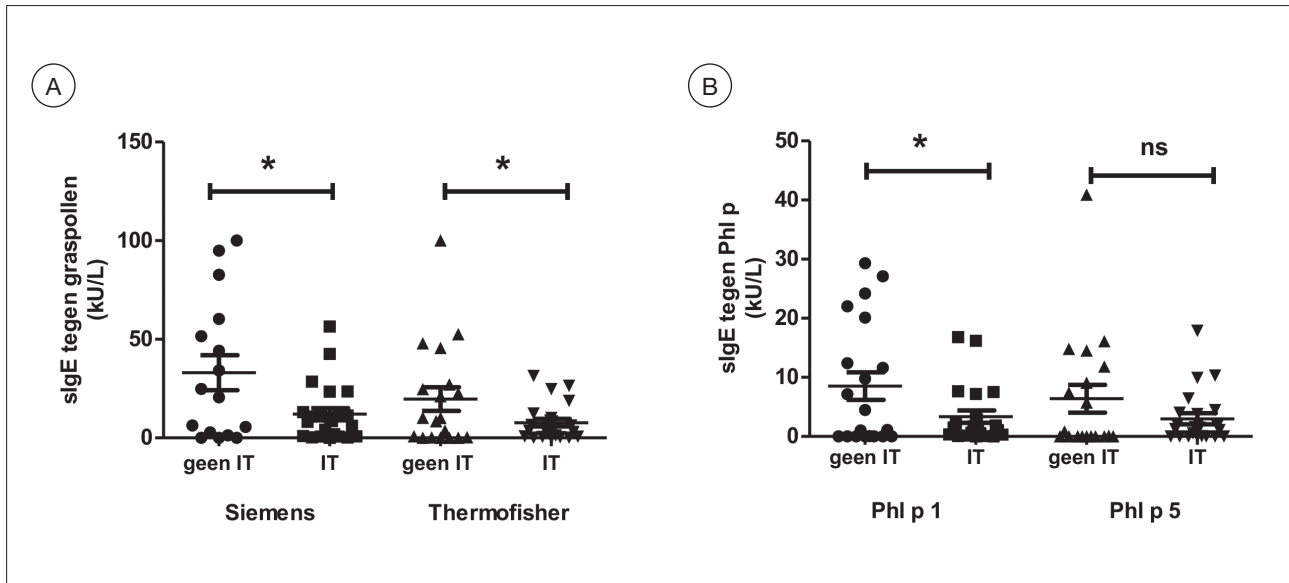 A
sIgE tegen graspollen
(kU/L)
150
100
50
0
*
*
geen IT
IT
geen IT
IT
Siemens
Thermofisher
B
sIgE tegen Phl p
(kU/L)
50
40
30
20
10
0
*
ns
geen IT
IT
geen IT
IT
Phl p 1
Phl p 5